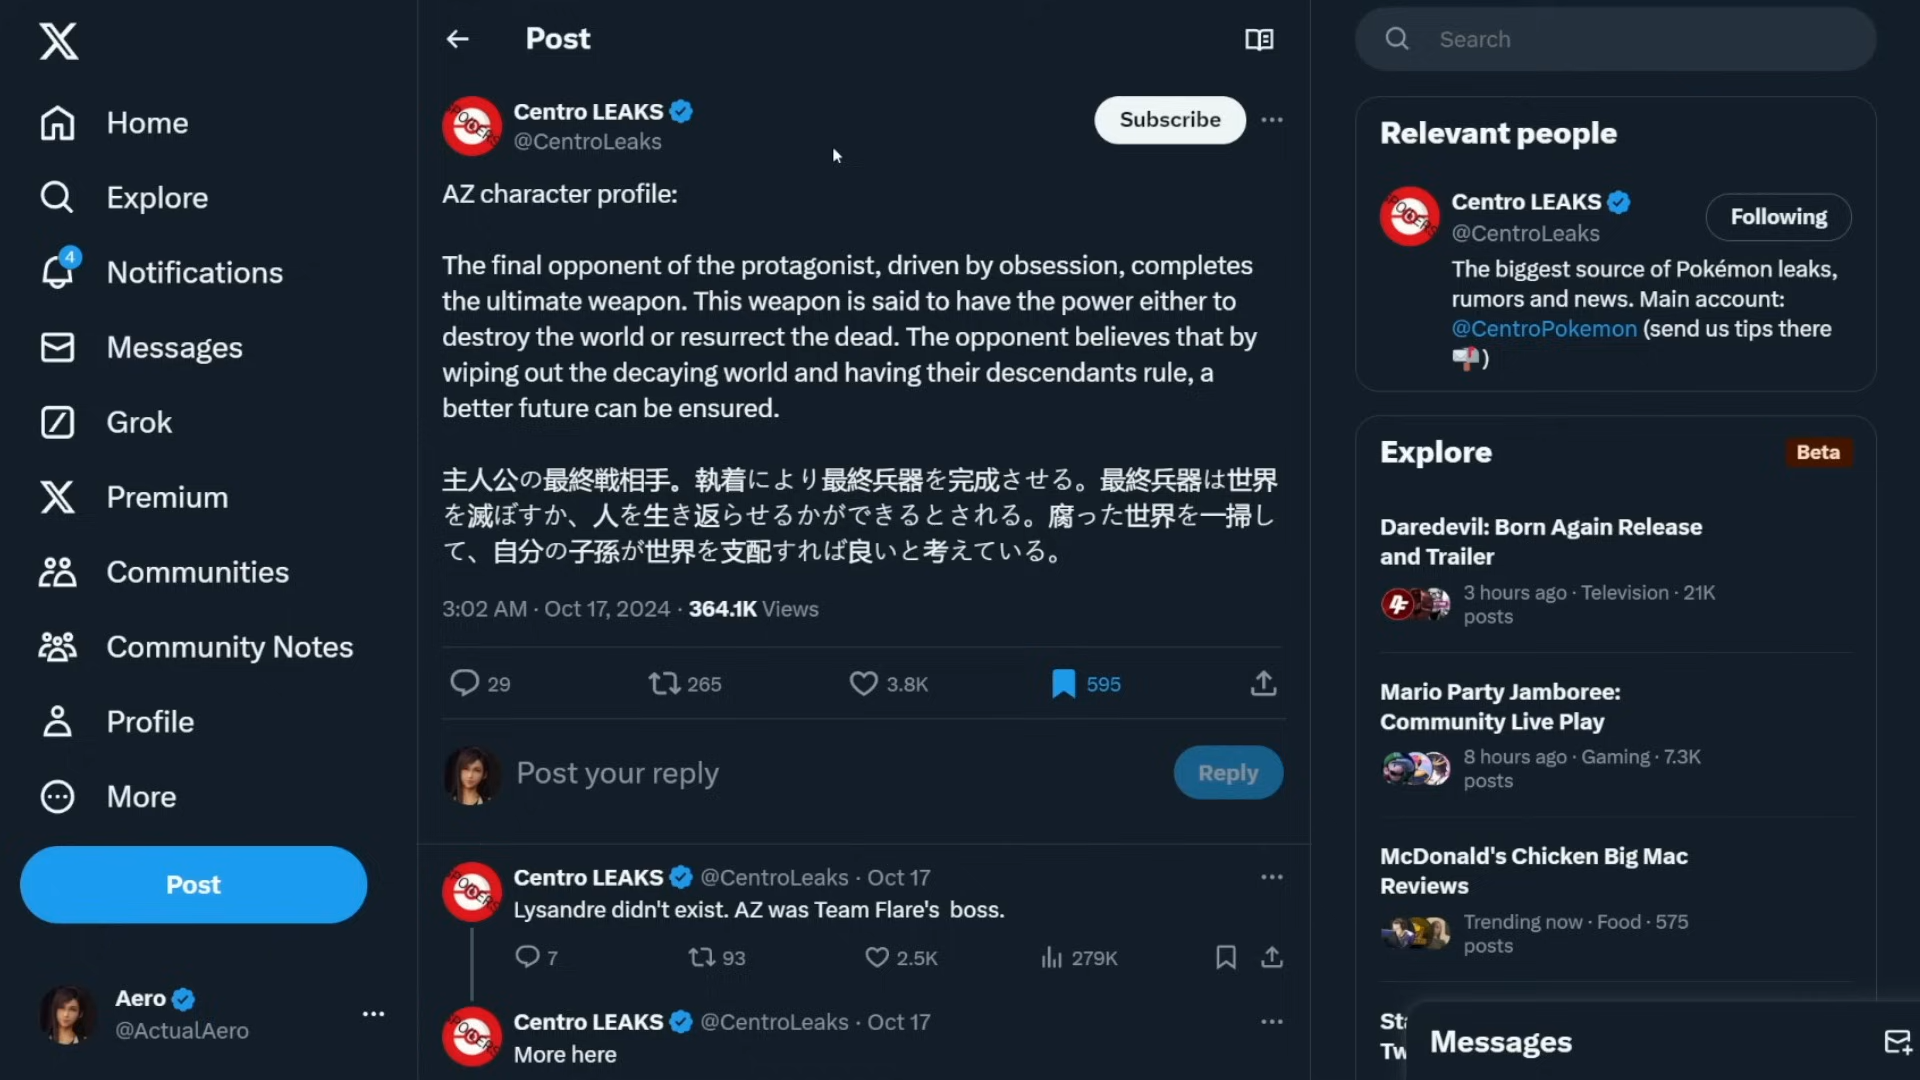 Home
Explore
4
Notifications
Messages
Grok
Premium
Communities
Community Notes
Profile
More
Post
Aero
@ActualAero
Post
Centro LEAKS
@CentroLeaks
Subscribe
AZ character profile:
The final opponent of the protagonist, driven by obsession, completes
the ultimate weapon. This weapon is said to have the power either to
destroy the world or resurrect the dead. The opponent believes that by
wiping out the decaying world and having their descendants rule, a
better future can be ensured.
主人公の最終戦相手。執着により最終兵器を完成させる。最終兵器は世界
を滅ぼすか、人を生き返らせるかができるとされる。腐った世界を一掃し
て、自分の子孫が世界を支配すれば良いと考えている。
3:02 AM · Oct 17, 2024 · 364.1K Views
29 265 3.8K 595
Post your reply
Reply
Centro LEAKS @CentroLeaks · Oct 17
Lysandre didn't exist. AZ was Team Flare's boss.
7 93 2.5K 279K
Centro LEAKS @CentroLeaks · Oct 17
More here
Search
Relevant people
Centro LEAKS
@CentroLeaks
Following
The biggest source of Pokémon leaks,
rumors and news. Main account:
@CentroPokemon (send us tips there
)
Explore
Beta
Daredevil: Born Again Release
and Trailer
3 hours ago · Television · 21K
posts
Mario Party Jamboree:
Community Live Play
8 hours ago · Gaming · 7.3K
posts
McDonald's Chicken Big Mac
Reviews
Trending now · Food · 575
posts
Messages